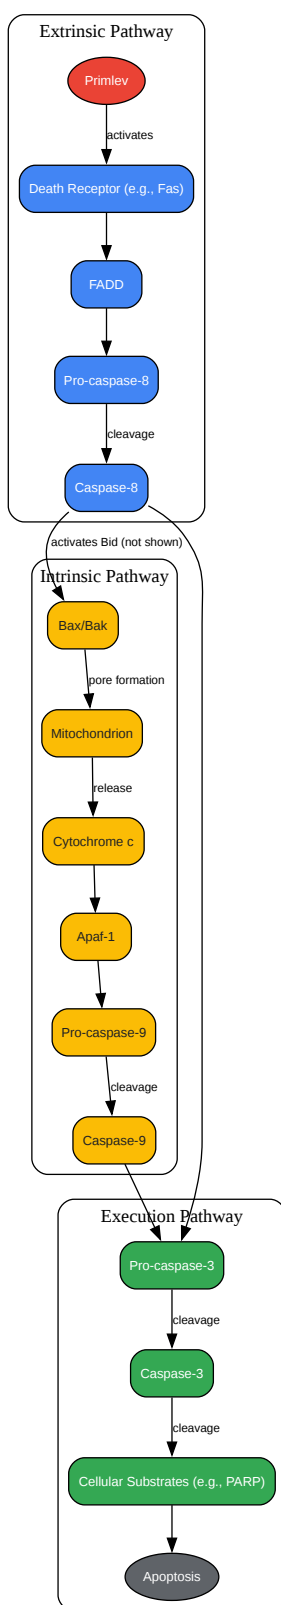 Extrinsic Pathway
Primlev
activates
Death Receptor (e.g., Fas)
FADD
Pro-caspase-8
cleavage
Caspase-8
activates Bid (not shown)
Intrinsic Pathway
Bax/Bak
pore formation
Mitochondrion
release
Cytochrome c
Apaf-1
Pro-caspase-9
cleavage
Caspase-9
Execution Pathway
Pro-caspase-3
cleavage
Caspase-3
cleavage
Cellular Substrates (e.g., PARP)
Apoptosis